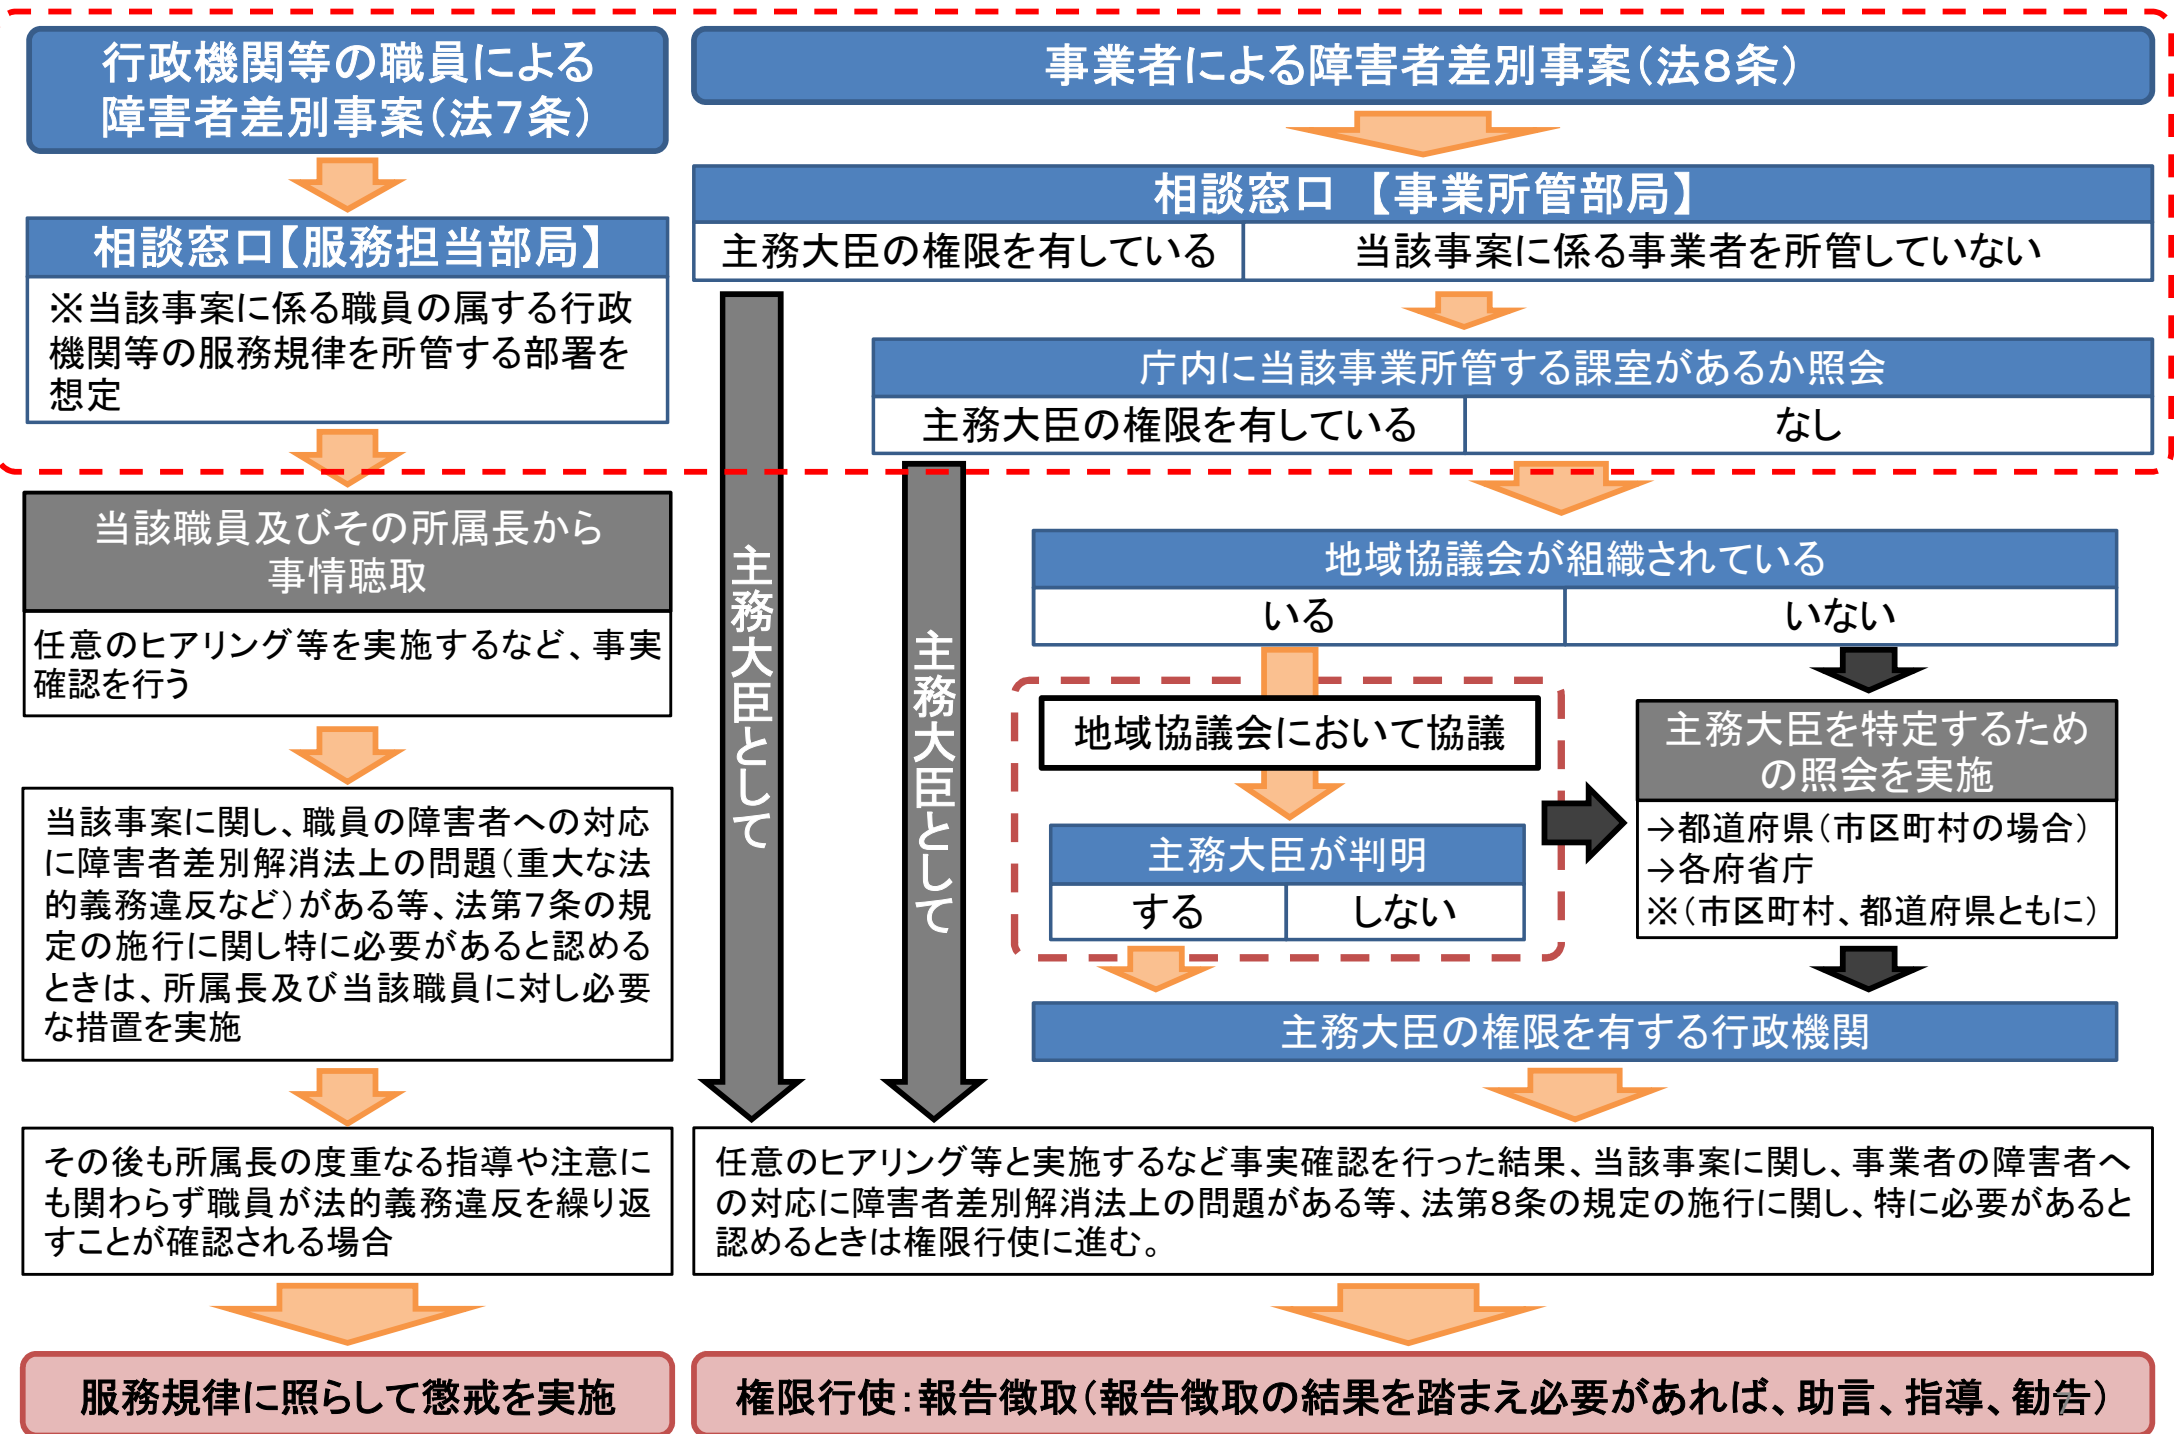 行政機関等の職員による
障害者差別事案（法７条）
相談窓口【服務担当部局】
※当該事案に係る職員の属する行政
機関等の服務規律を所管する部署を
想定
当該職員及びその所属長から
事情聴取
任意のヒアリング等を実施するなど、事実
確認を行う
当該事案に関し、職員の障害者への対応
に障害者差別解消法上の問題（重大な法
的義務違反など）がある等、法第７条の規
定の施行に関し特に必要があると認める
ときは、所属長及び当該職員に対し必要
な措置を実施
その後も所属長の度重なる指導や注意に
も関わらず職員が法的義務違反を繰り返
すことが確認される場合
服務規律に照らして懲戒を実施
事業者による障害者差別事案（法８条）
相談窓口　【事業所管部局】
主務大臣の権限を有している
当該事案に係る事業者を所管していない
庁内に当該事業所管する課室があるか照会
主務大臣の権限を有している
なし
主務大臣として
主務大臣として
地域協議会が組織されている
いる
いない
地域協議会において協議
主務大臣が判明
する
しない
主務大臣を特定するため
の照会を実施
→都道府県（市区町村の場合）
→各府省庁
※（市区町村、都道府県ともに）
主務大臣の権限を有する行政機関
任意のヒアリング等と実施するなど事実確認を行った結果、当該事案に関し、事業者の障害者へ
の対応に障害者差別解消法上の問題がある等、法第８条の規定の施行に関し、特に必要があると
認めるときは権限行使に進む。
権限行使：報告徴取（報告徴取の結果を踏まえ必要があれば、助言、指導、勧告）
7